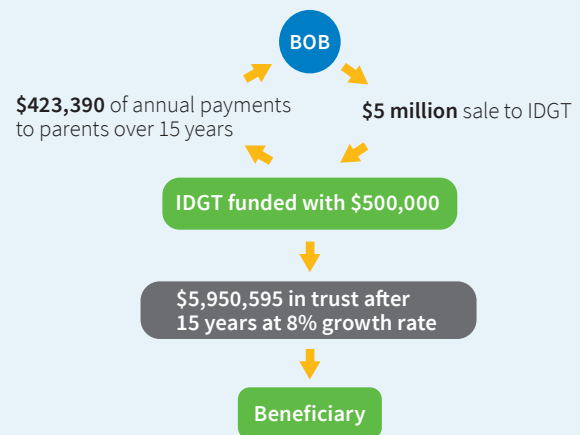 BOB
$423,390 of annual payments
to parents over 15 years
$5 million sale to IDGT
IDGT funded with $500,000
$5,950,595 in trust after
15 years at 8% growth rate
Beneficiary